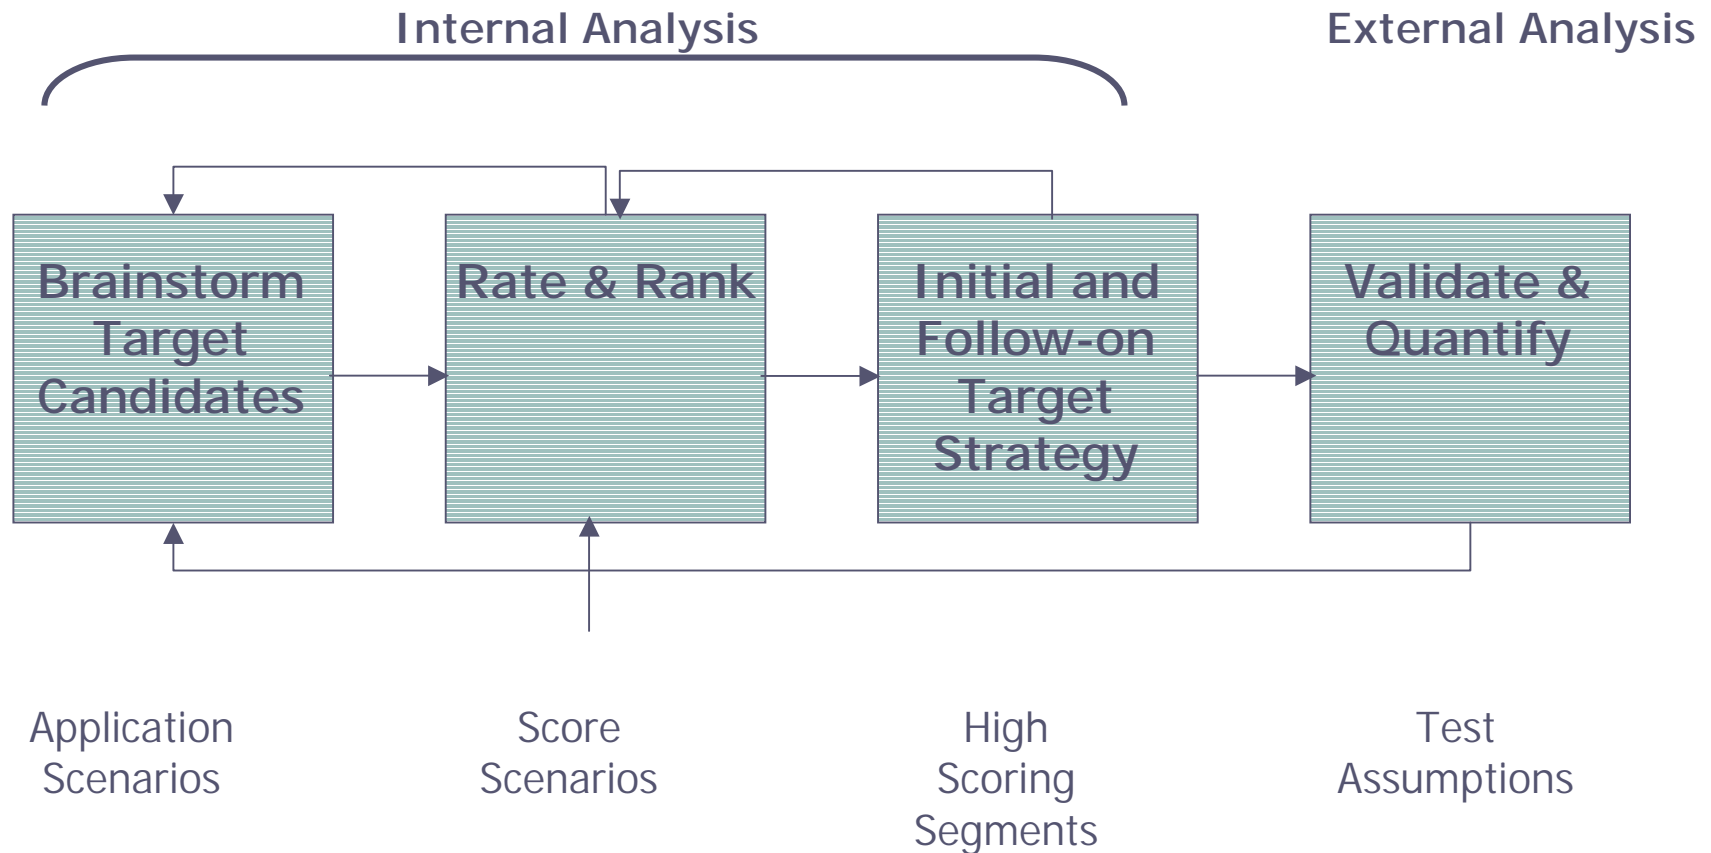 Internal Analysis
External Analysis
Brainstorm
Target
Candidates
Rate & Rank
Initial and
Follow-on
Target
Strategy
Validate &
Quantify
Application
Scenarios
Score
Scenarios
High
Scoring
Segments
Test
Assumptions